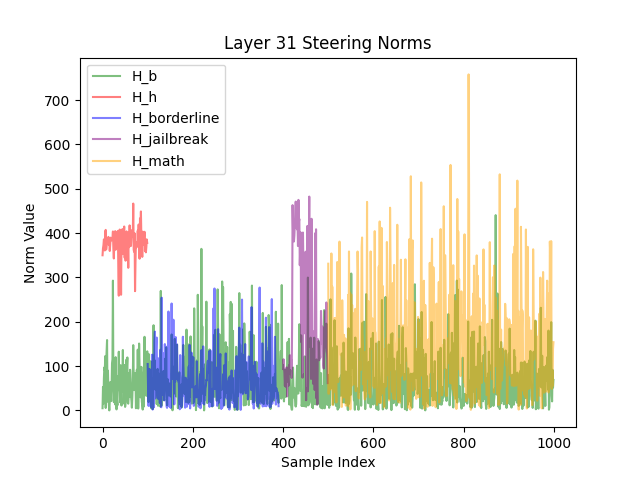 Layer 31 Steering Norms
H_b
H_h
H_borderline
H_jailbreak
H_math
Norm Value
700
600
500
400
300
200
100
0
0 200 400 600 800 1000
Sample Index